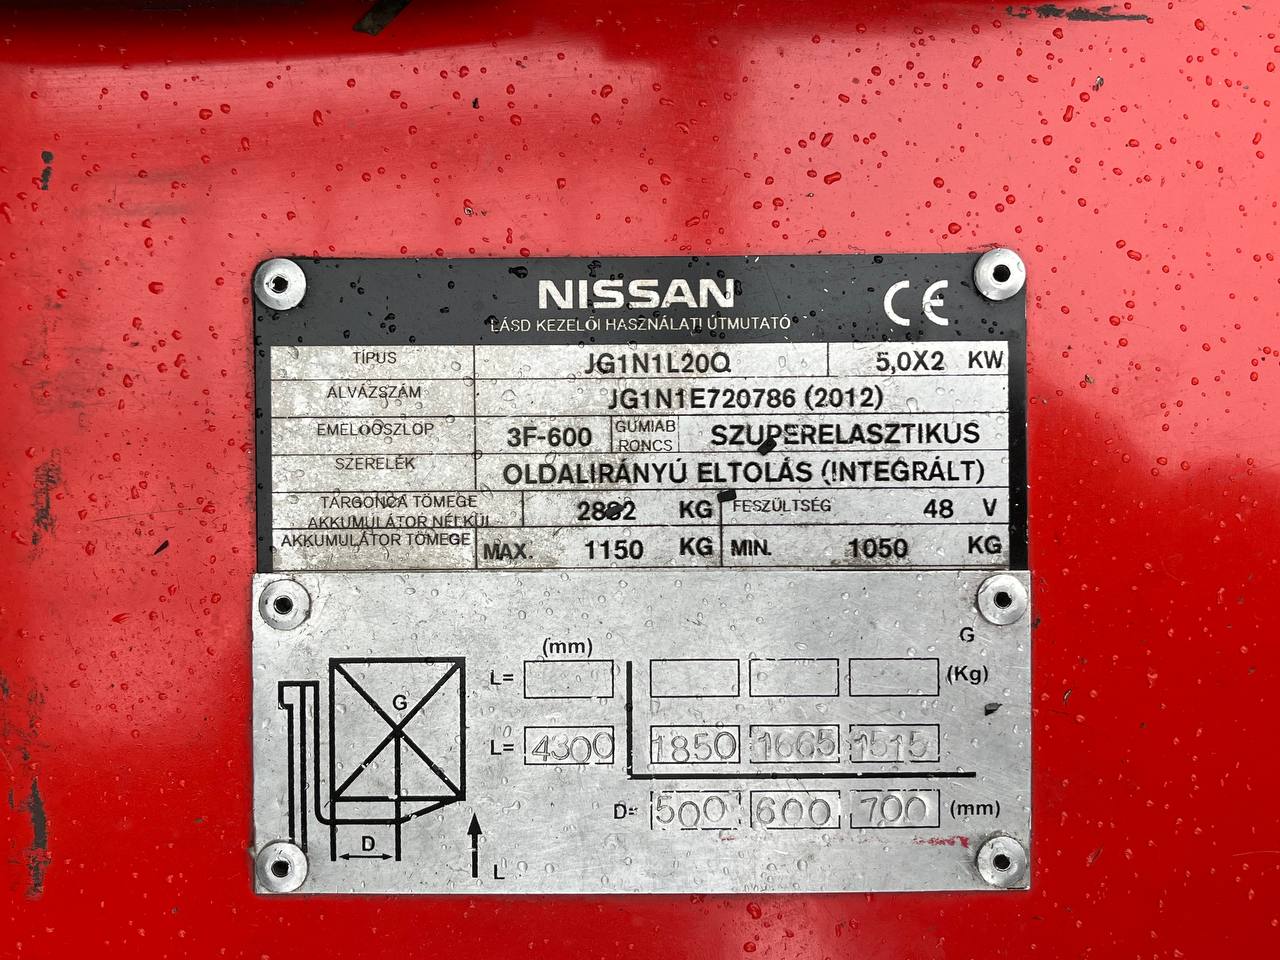 NISSAN
CE
LÁSD KEZELŐI HASZNÁLATI ÚTMUTATÓ
TÍPUS JG1N1L20Q 5,0X2 KW
ALVÁZSZÁM JG1N1E720786 (2012)
EMELŐOSZLOP 3F-600 GUMIAB RONCS SZUPERELASZTIKUS
SZERELÉK OLDALIRÁNYÚ ELTOLÁS (INTEGRÁLT)
TARGONCA TÖMEGE AKKUMULÁTOR NÉLKÜL KG FESZÜLTSÉG 48 V
AKKUMULÁTOR TÖMEGE MAX. 1150 KG MIN. 1050 KG
G
(mm)
L= (Kg)
G
L= 4300 1850 1665 1515
D= 500 600 700 (mm)
D
L